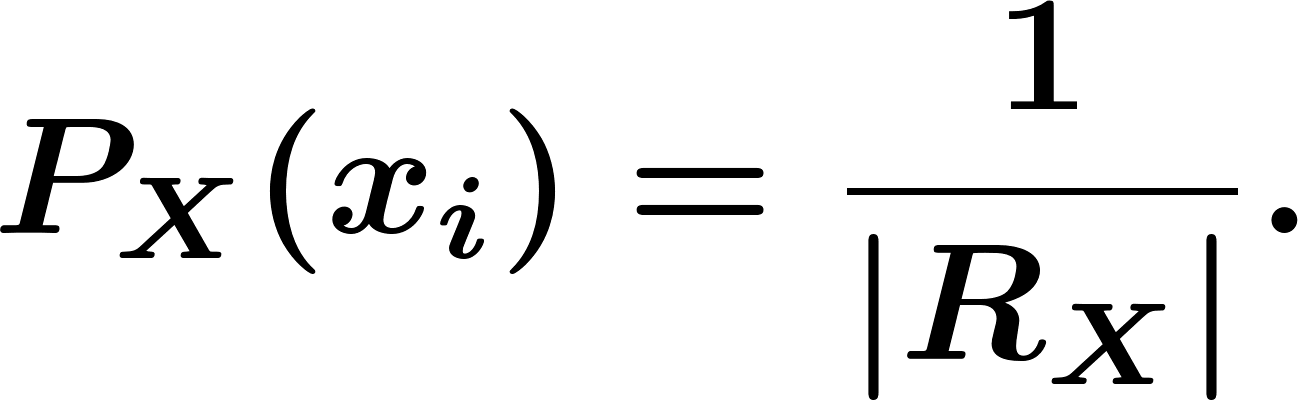 $P_X(x_i) = \frac{1}{|R_X|}.$